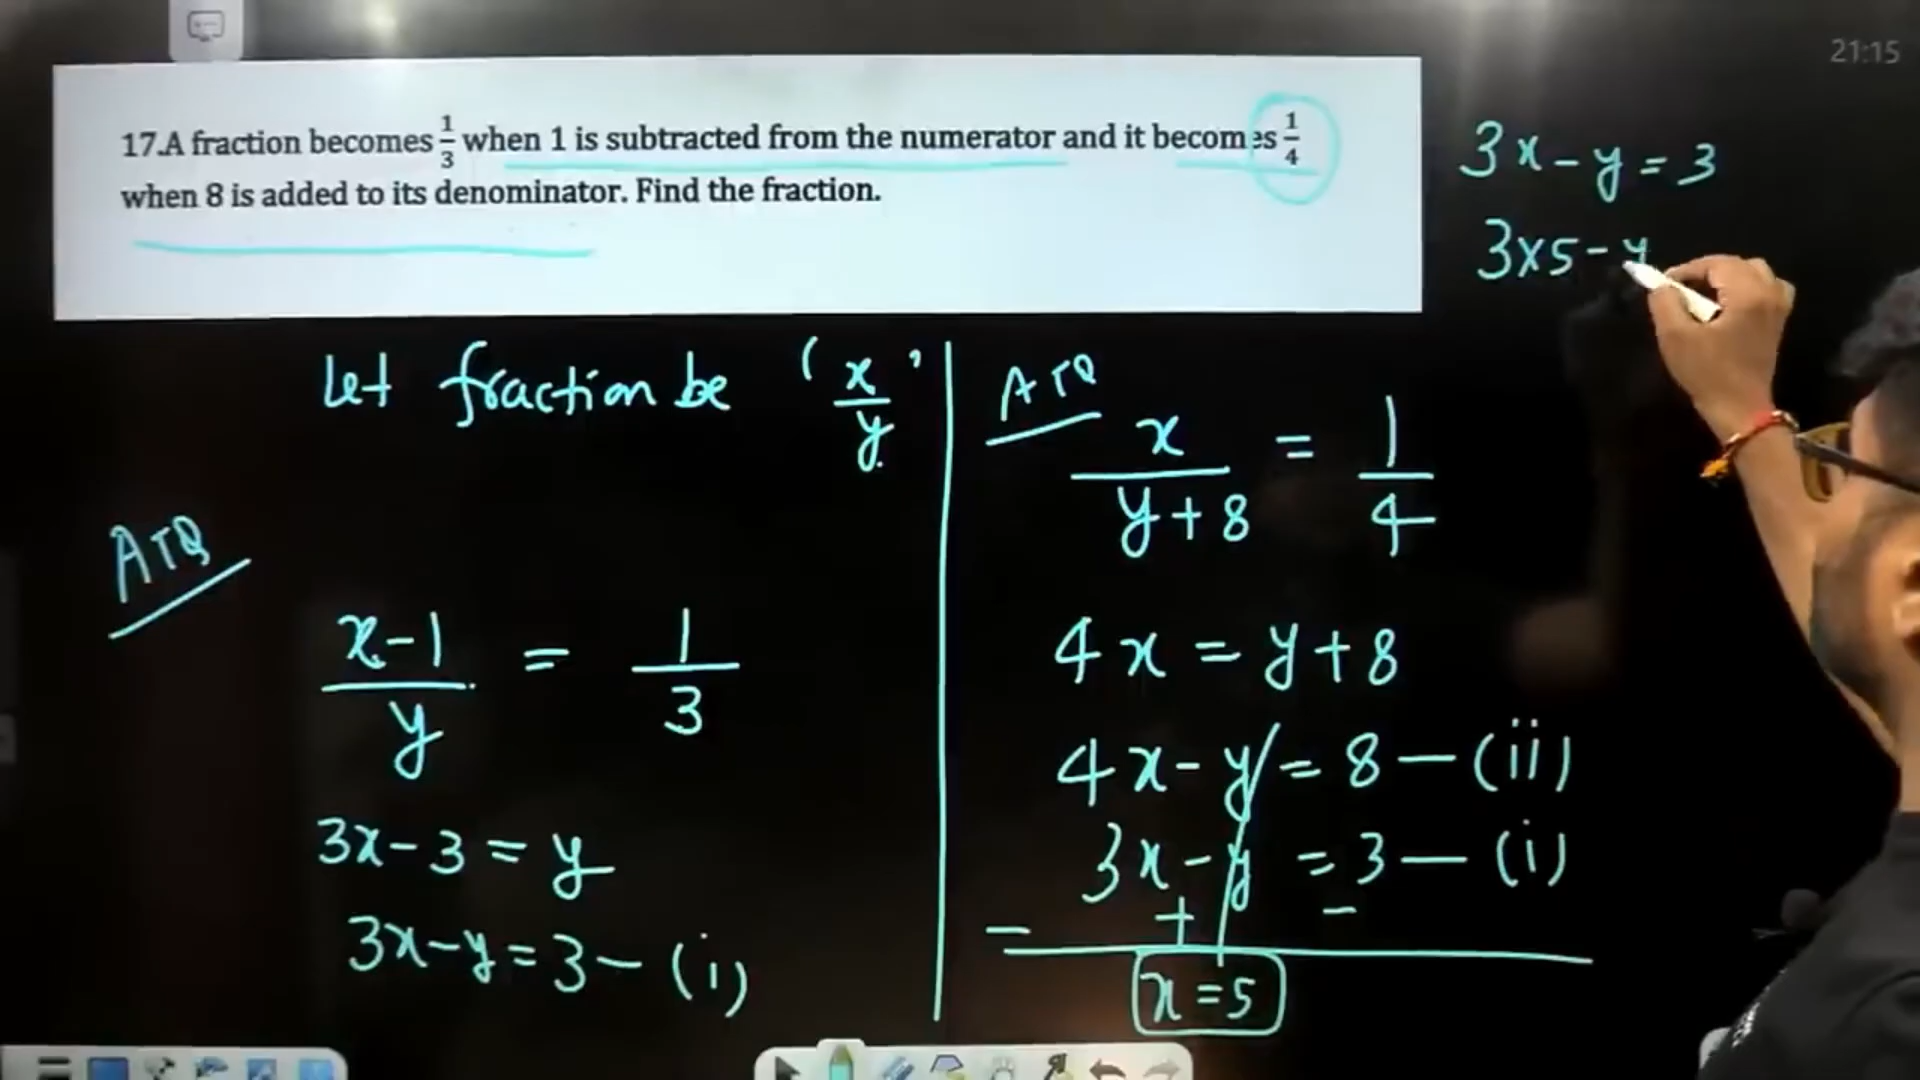 21:15
17.A fraction becomes 1/3 when 1 is subtracted from the numerator and it becomes 1/4
when 8 is added to its denominator. Find the fraction.
3x - y = 3
3x5 - y
Let fraction be ( x/y '
ATQ
(x-1)/y = 1/3
3x - 3 = y
3x - y = 3 - (i)
ATQ
x/(y+8) = 1/4
4x = y + 8
4x - y = 8 - (ii)
3x - y = 3 - (i)
- + -
x = 5